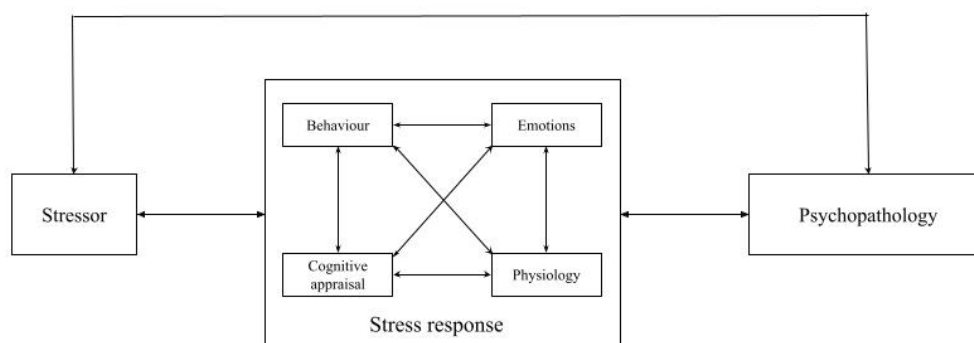 Behaviour
Emotions
Stressor
Psychopathology
Cognitive
appraisal
Physiology
Stress response